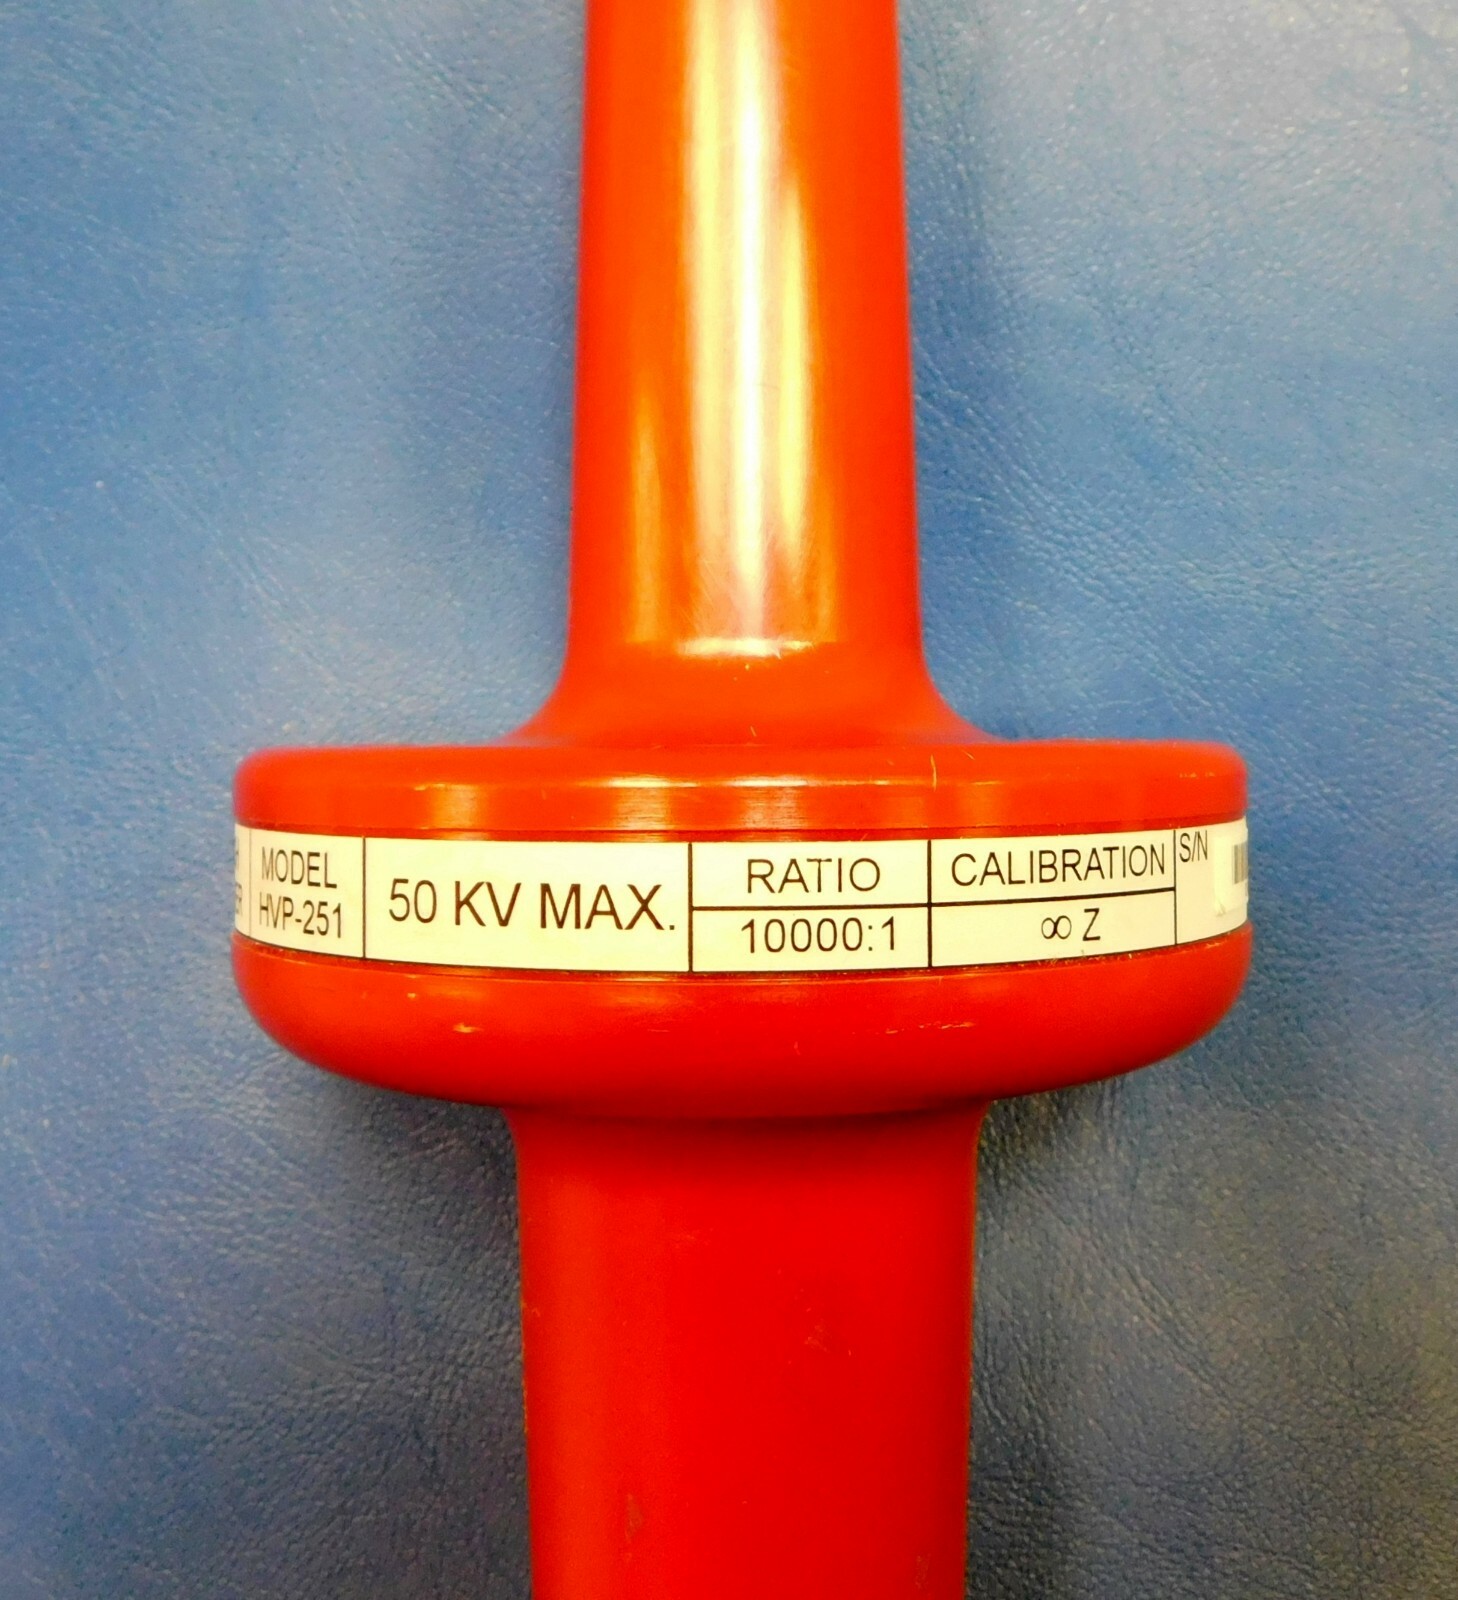 MODEL
HVP-251
50 KV MAX.
RATIO
10000:1
CALIBRATION
∞ Z
S/N